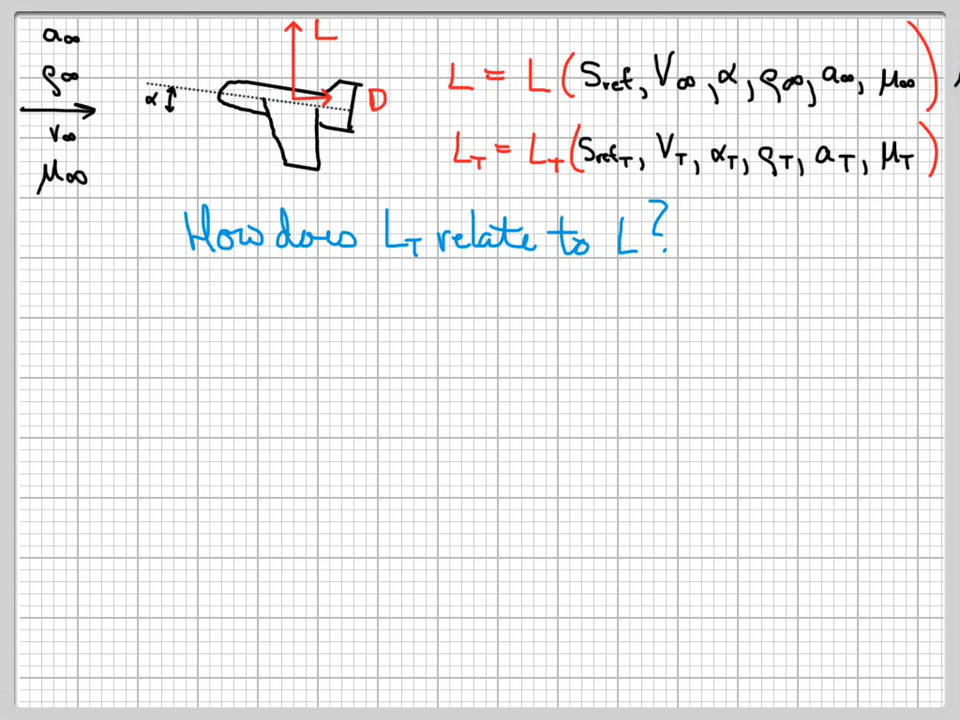 a∞
ρ∞
V∞
μ∞
α
L
D
L = L(Sref, V∞, α, ρ∞, a∞, μ∞)
LT = LT(SrefT, VT, αT, ρT, aT, μT)
How does LT relate to L?